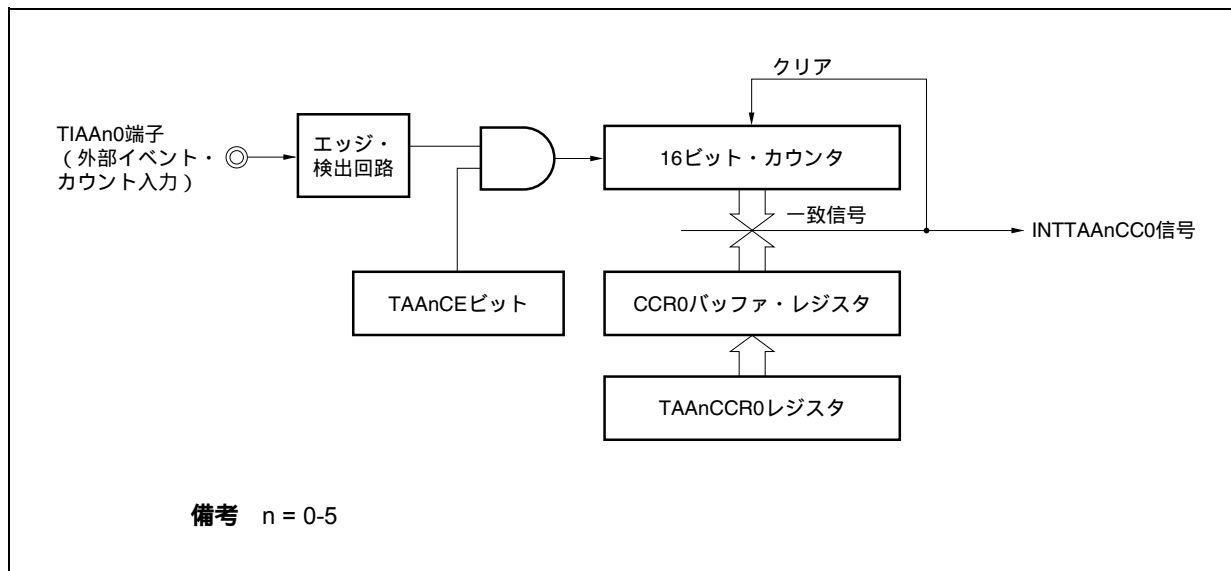 クリア
TIAAn0端子
（外部イベント・
カウント入力）
エッジ・
検出回路
16ビット・カウンタ
一致信号
INTTAAnCC0信号
TAAnCEビット
CCR0バッファ・レジスタ
TAAnCCR0レジスタ
備考 n = 0-5